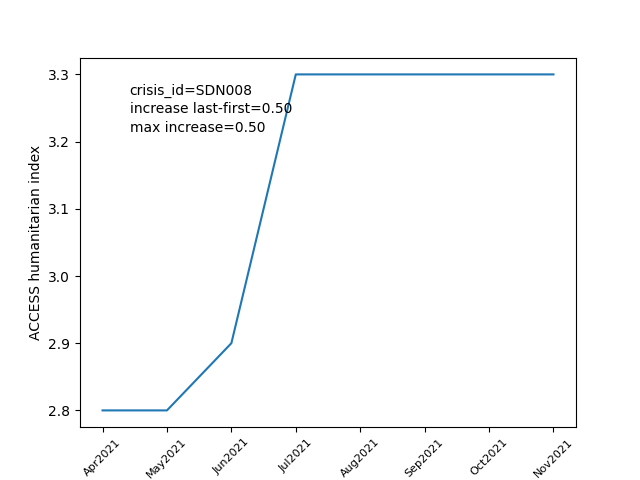 3.3
crisis_id=SDN008
increase last-first=0.50
max increase=0.50
3.2
3.1
3.0
2.9
2.8
ACCESS humanitarian index
Apr2021 May2021 Jun2021 Jul2021 Aug2021 Sep2021 Oct2021 Nov2021